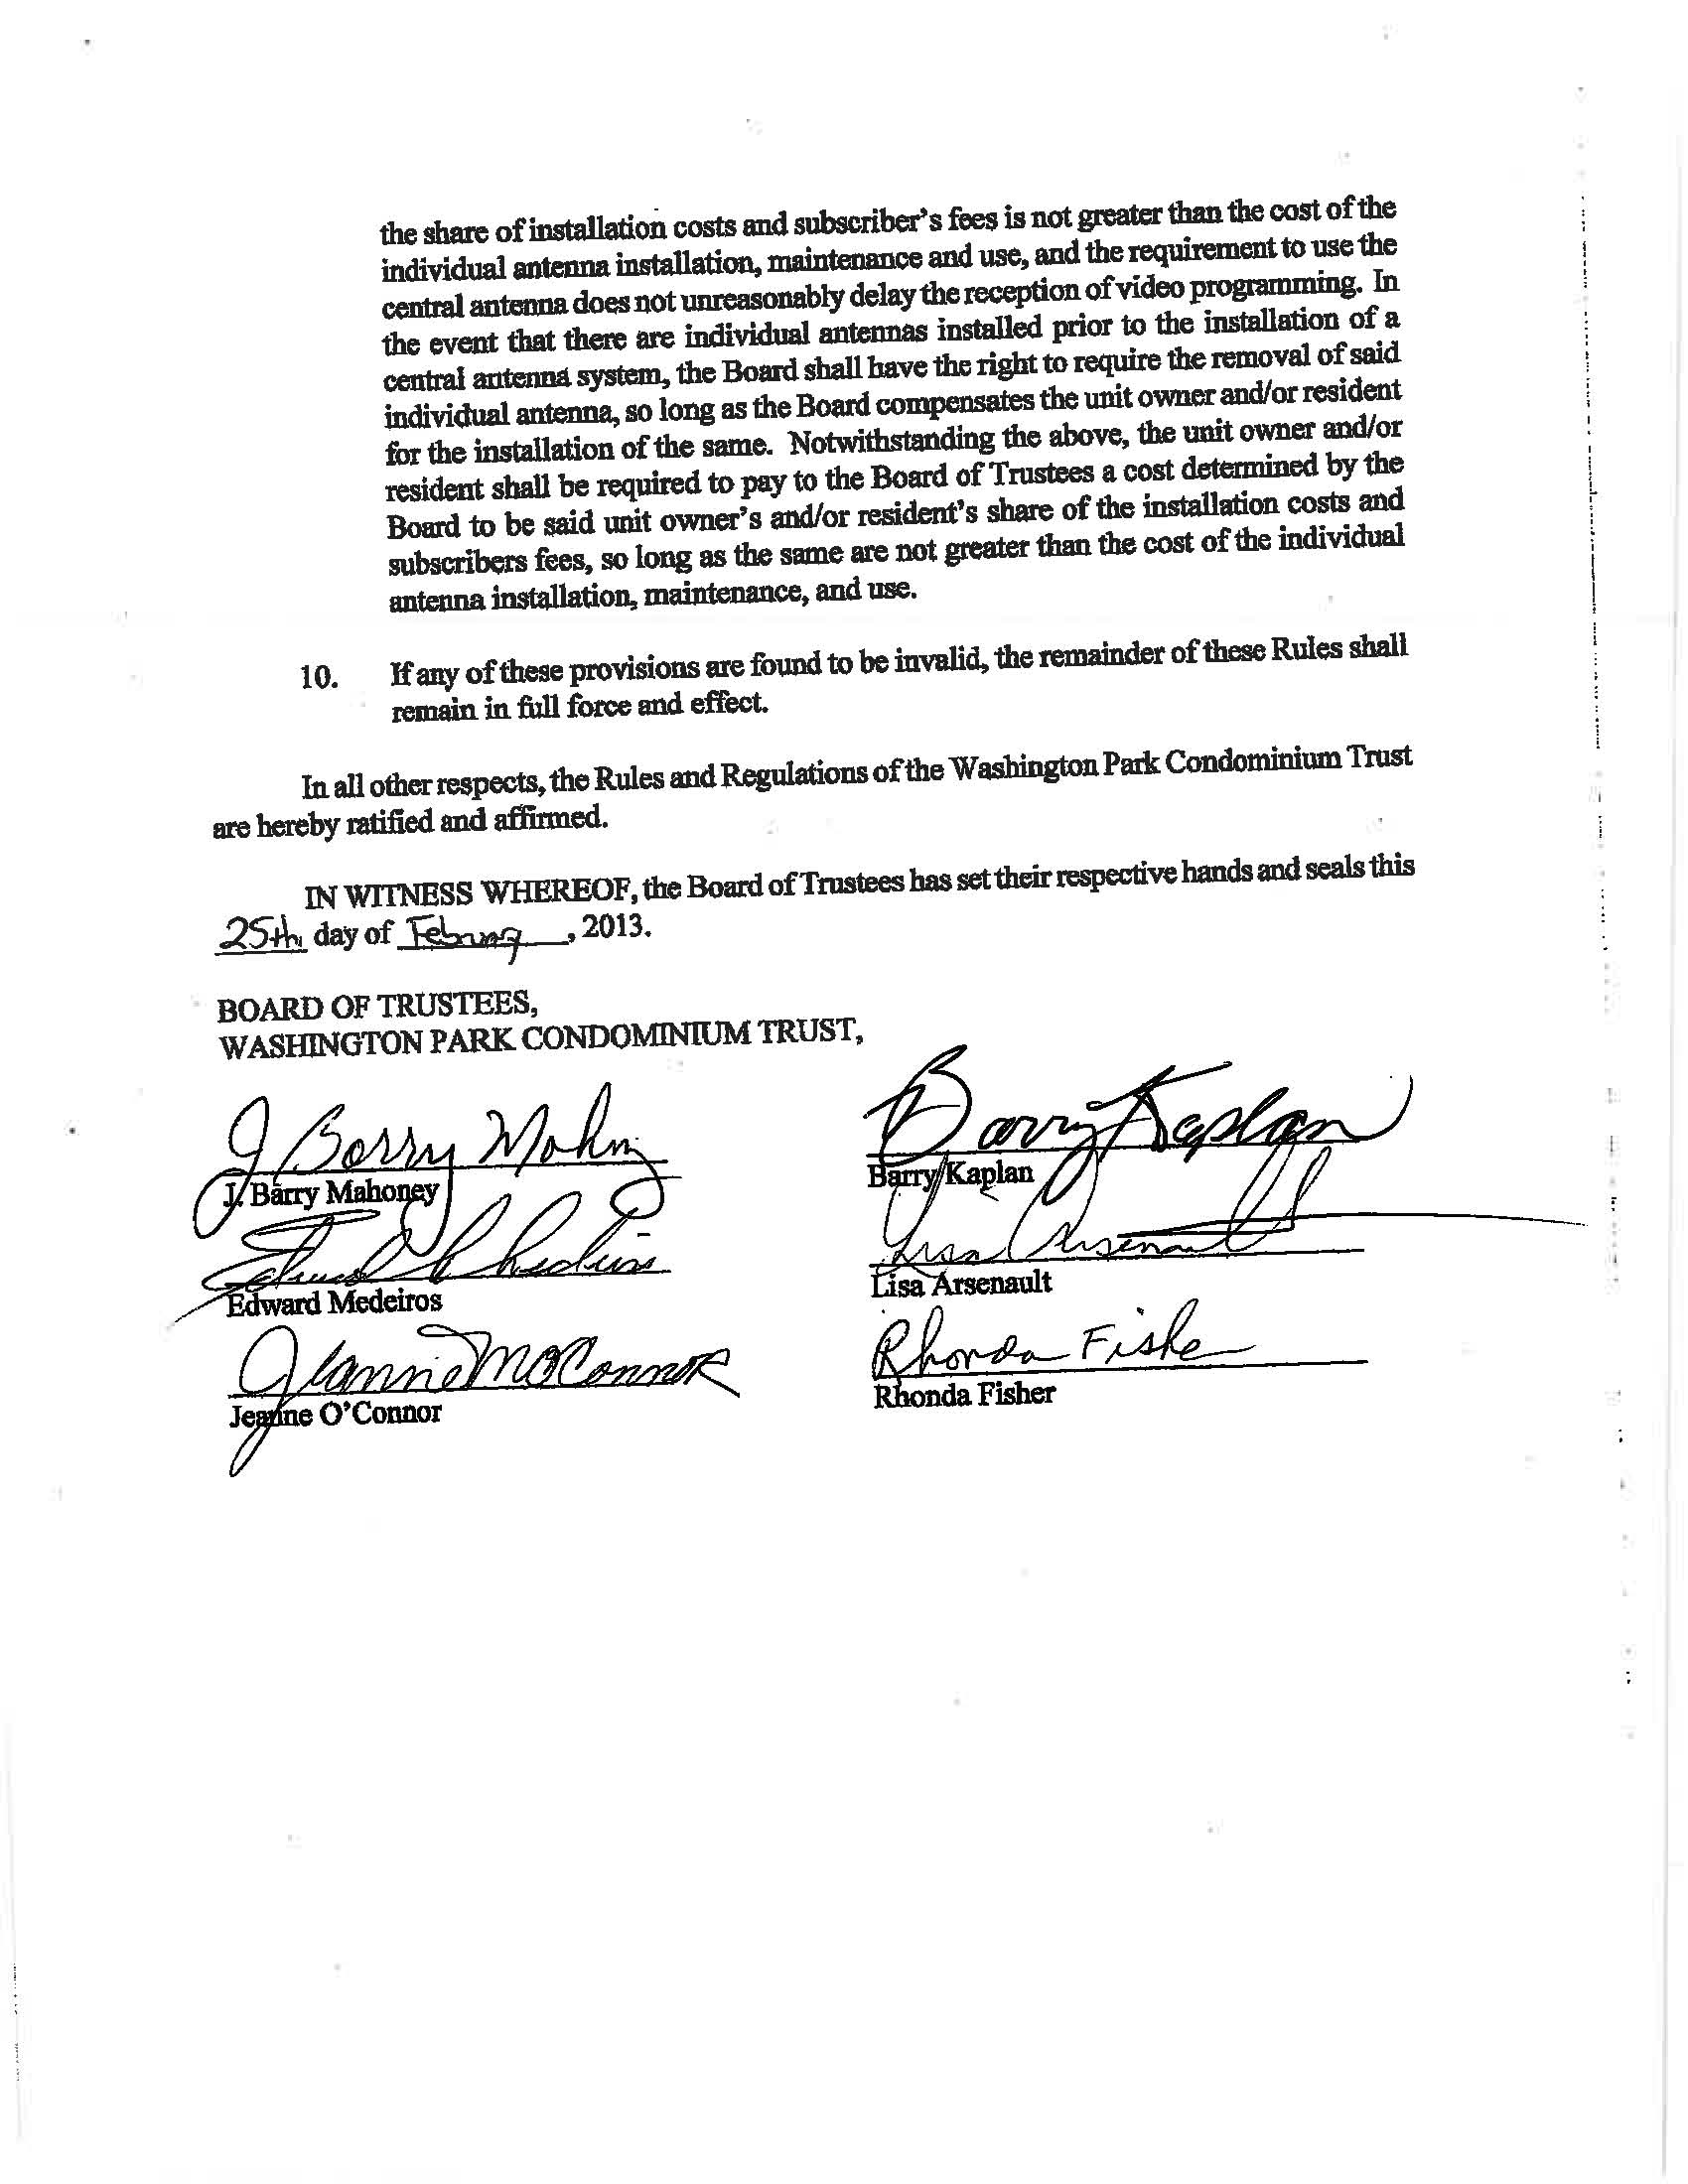 the share of installation costs and subscriber's fees is not greater than the cost of the
individual antenna installation, maintenance and use, and the requirement to use the
central antenna does not unreasonably delay the reception of video programming. In
the event that there are individual antennas installed prior to the installation of a
central antenna system, the Board shall have the right to require the removal of said
individual antenna, so long as the Board compensates the unit owner and/or resident
for the installation of the same. Notwithstanding the above, the unit owner and/or
resident shall be required to pay to the Board of Trustees a cost determined by the
Board to be said unit owner's and/or resident's share of the installation costs and
subscribers fees, so long as the same are not greater than the cost of the individual
antenna installation, maintenance, and use.
10. If any of these provisions are found to be invalid, the remainder of these Rules shall
remain in full force and effect.
In all other respects, the Rules and Regulations of the Washington Park Condominium Trust
are hereby ratified and affirmed.
IN WITNESS WHEREOF, the Board of Trustees has set their respective hands and seals this
25th day of February, 2013.
BOARD OF TRUSTEES,
WASHINGTON PARK CONDOMINIUM TRUST,
J Barry Barry Kaplan
J. Barry Mahoney Barry Kaplan
Edward Lisa Arsenault
Edward Medeiros Lisa Arsenault
Jeanne Rhonda
Jeanne O'Connor Rhonda Fisher